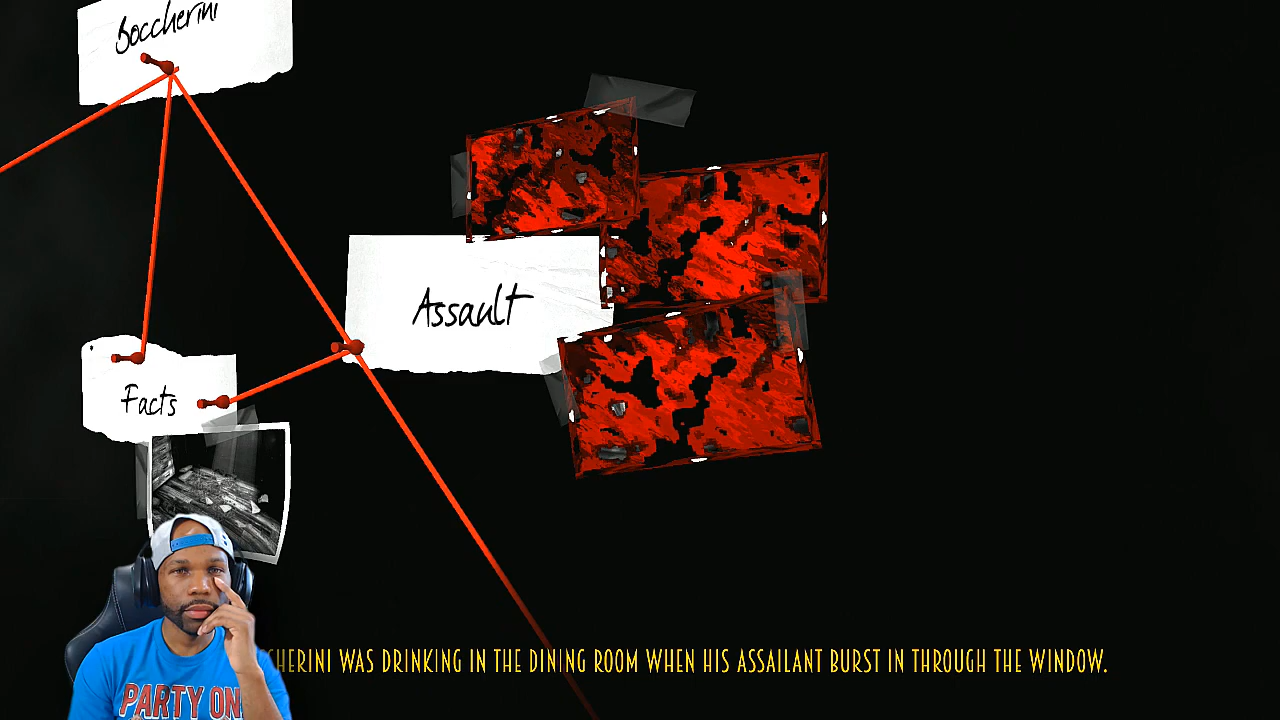 Boccherini
Assault
Facts
CHERINI WAS DRINKING IN THE DINING ROOM WHEN HIS ASSAILANT BURST IN THROUGH THE WINDOW.
PARTY ON